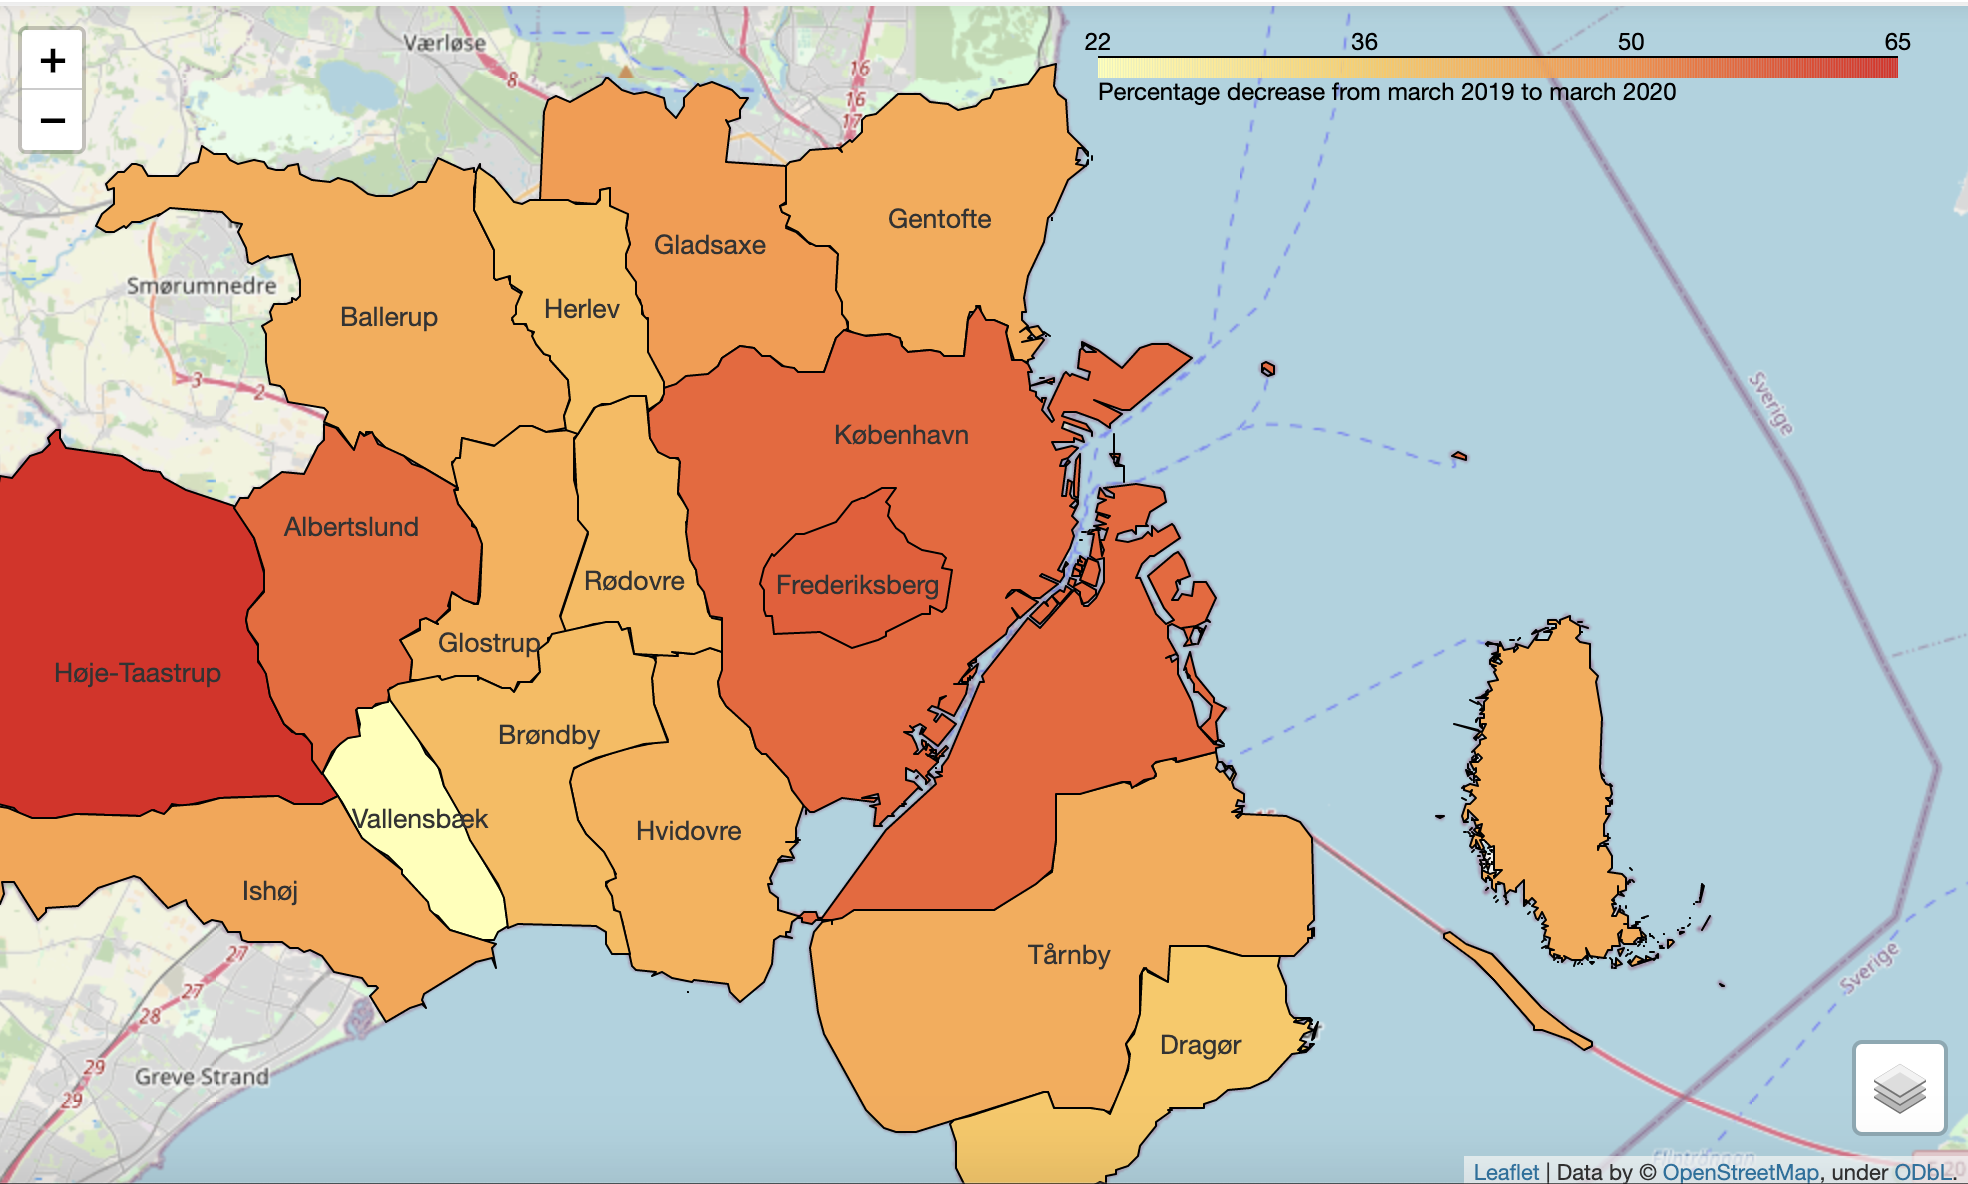 +
−
Værløse
8
16
16
17
22 36 50 65
Percentage decrease from march 2019 to march 2020
Gentofte
Gladsaxe
Smørumnedre
Herlev
Ballerup
3
2
Sverige
København
Albertslund
Rødovre
Frederiksberg
Glostrup
Høje-Taastrup
Brøndby
Vallensbæk
Hvidovre
Ishøj
Tårnby
27
Sverige
27
28
Dragør
29
Greve Strand
29
Leaflet | Data by © OpenStreetMap, under ODbL.